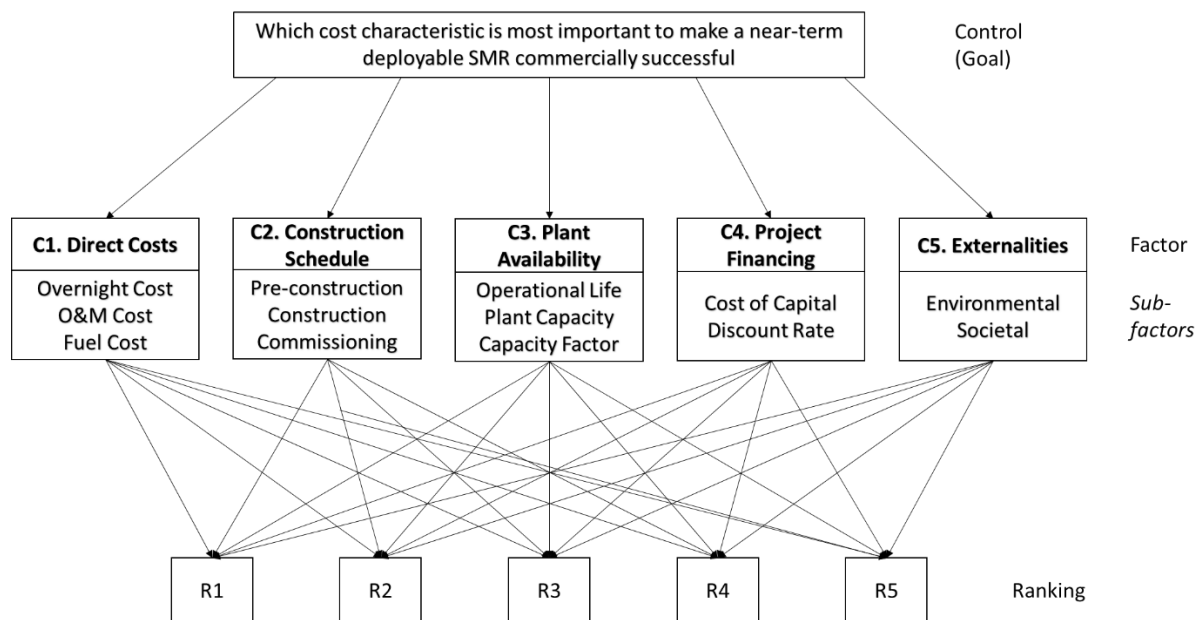 Which cost characteristic is most important to make a near-term
deployable SMR commercially successful
Control
(Goal)
C1. Direct Costs
Overnight Cost
O&M Cost
Fuel Cost
C2. Construction
Schedule
Pre-construction
Construction
Commissioning
C3. Plant
Availability
Operational Life
Plant Capacity
Capacity Factor
C4. Project
Financing
Cost of Capital
Discount Rate
C5. Externalities
Environmental
Societal
Factor
Sub-
factors
R1
R2
R3
R4
R5
Ranking